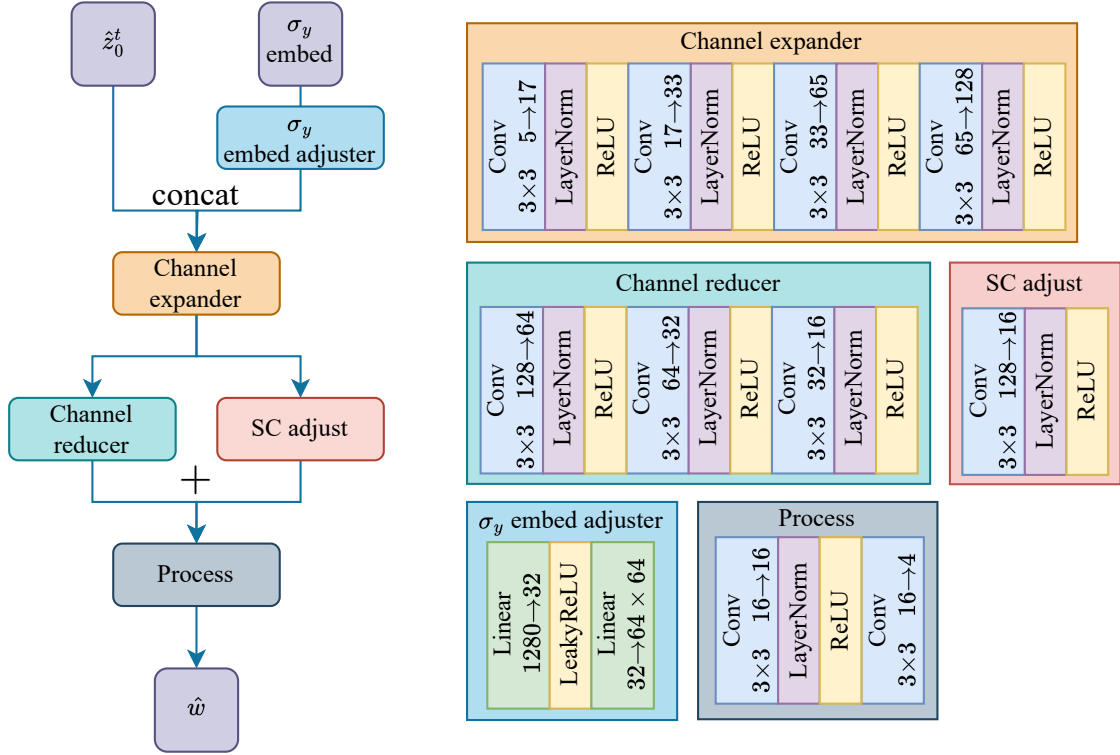 ẑ₀ᵗ
σ_y
embed
σ_y
embed adjuster
concat
Channel
expander
Channel
reducer
SC adjust
+
Process
ŵ
Channel expander
Conv
3×3 5→17
LayerNorm
ReLU
Conv
3×3 17→33
LayerNorm
ReLU
Conv
3×3 33→65
LayerNorm
ReLU
Conv
3×3 65→128
LayerNorm
ReLU
Channel reducer
Conv
3×3 128→64
LayerNorm
ReLU
Conv
3×3 64→32
LayerNorm
ReLU
Conv
3×3 32→16
LayerNorm
ReLU
SC adjust
Conv
3×3 128→16
LayerNorm
ReLU
σ_y embed adjuster
Linear
1280→32
LeakyReLU
Linear
32→64 × 64
Process
Conv
3×3 16→16
LayerNorm
ReLU
Conv
3×3 16→4